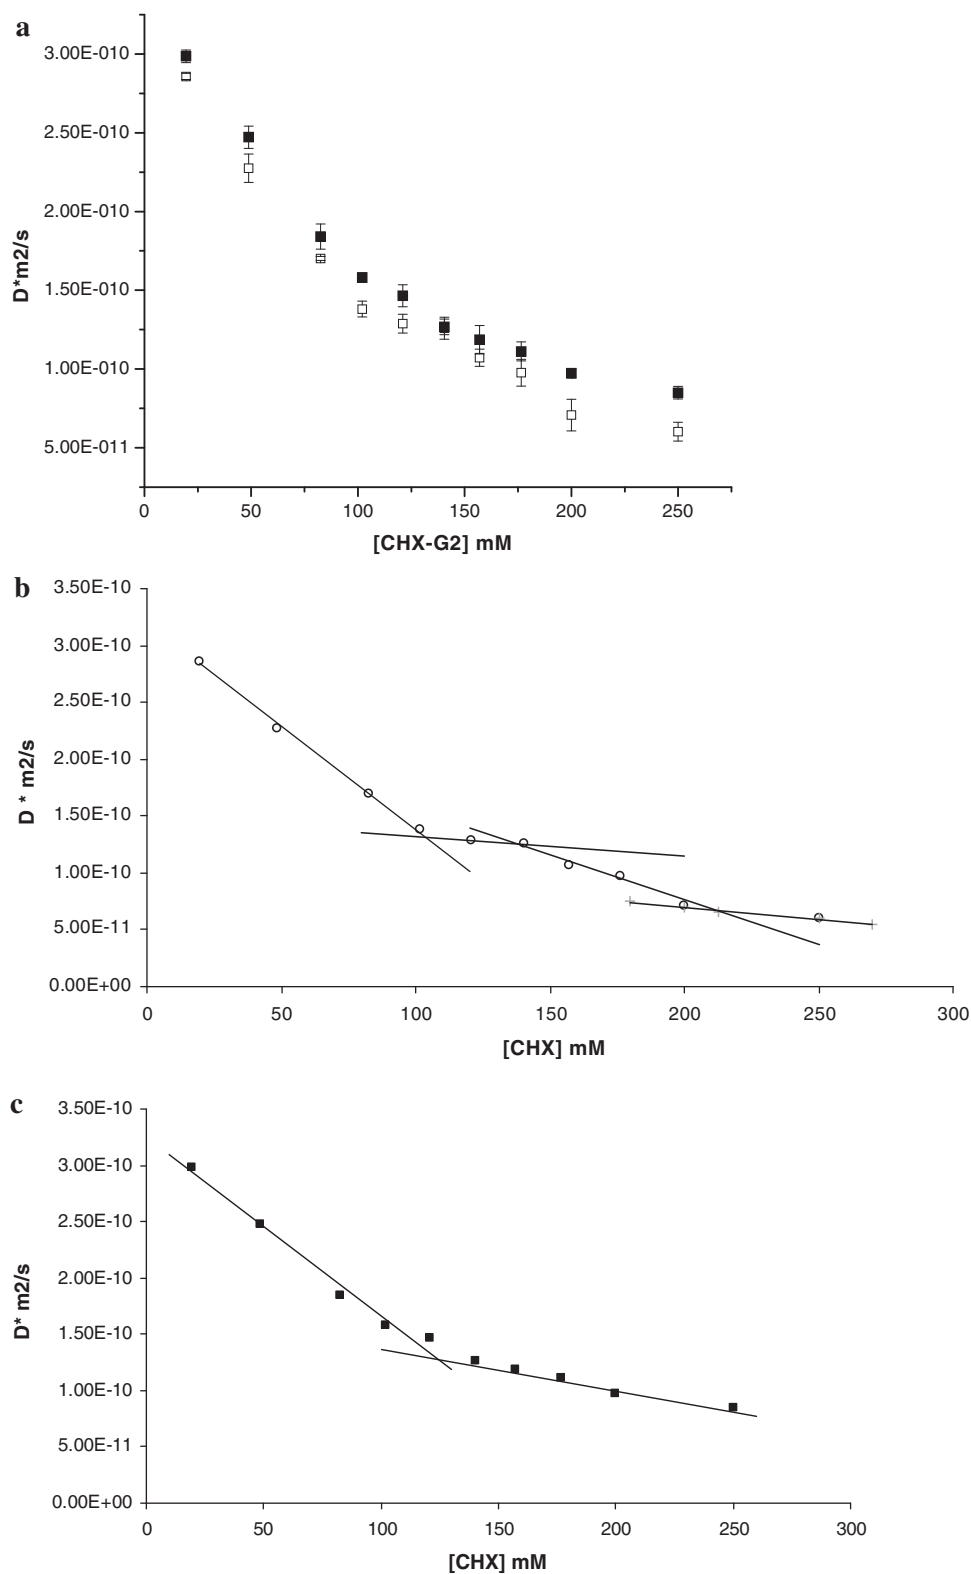 a
3.00E-010
2.50E-010
2.00E-010
1.50E-010
1.00E-010
5.00E-011
D*m2/s
0 50 100 150 200 250
[CHX-G2] mM
b
3.50E-10
3.00E-10
2.50E-10
2.00E-10
1.50E-10
1.00E-10
5.00E-11
0.00E+00
D * m2/s
0 50 100 150 200 250 300
[CHX] mM
c
3.50E-10
3.00E-10
2.50E-10
2.00E-10
1.50E-10
1.00E-10
5.00E-11
0.00E+00
D* m2/s
0 50 100 150 200 250 300
[CHX] mM